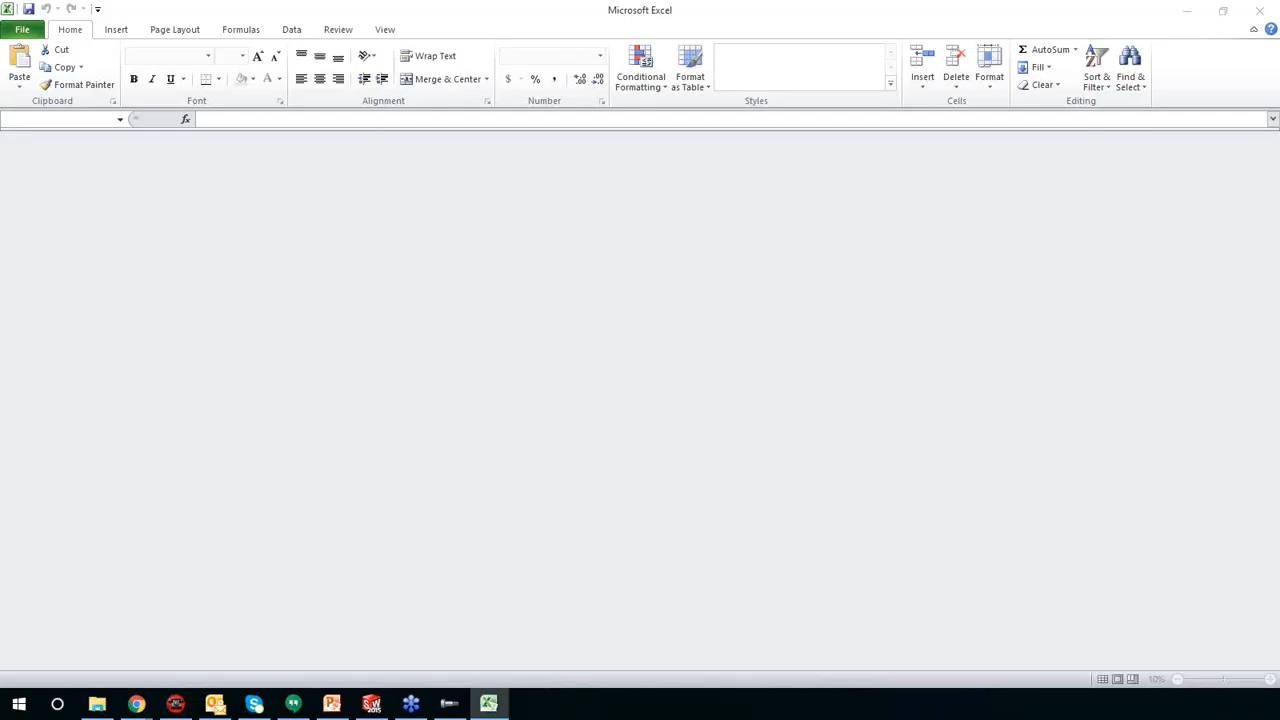 Microsoft Excel
File Home Insert Page Layout Formulas Data Review View
Paste
Cut
Copy
Format Painter
Clipboard
B I U
A A
A
Font
Wrap Text
Merge & Center
Alignment
$ % ,
Number
Conditional
Formatting
Format
as Table
Styles
Insert Delete Format
Cells
Σ AutoSum
Fill
Clear
Sort &
Filter
Find &
Select
Editing
fx
10%